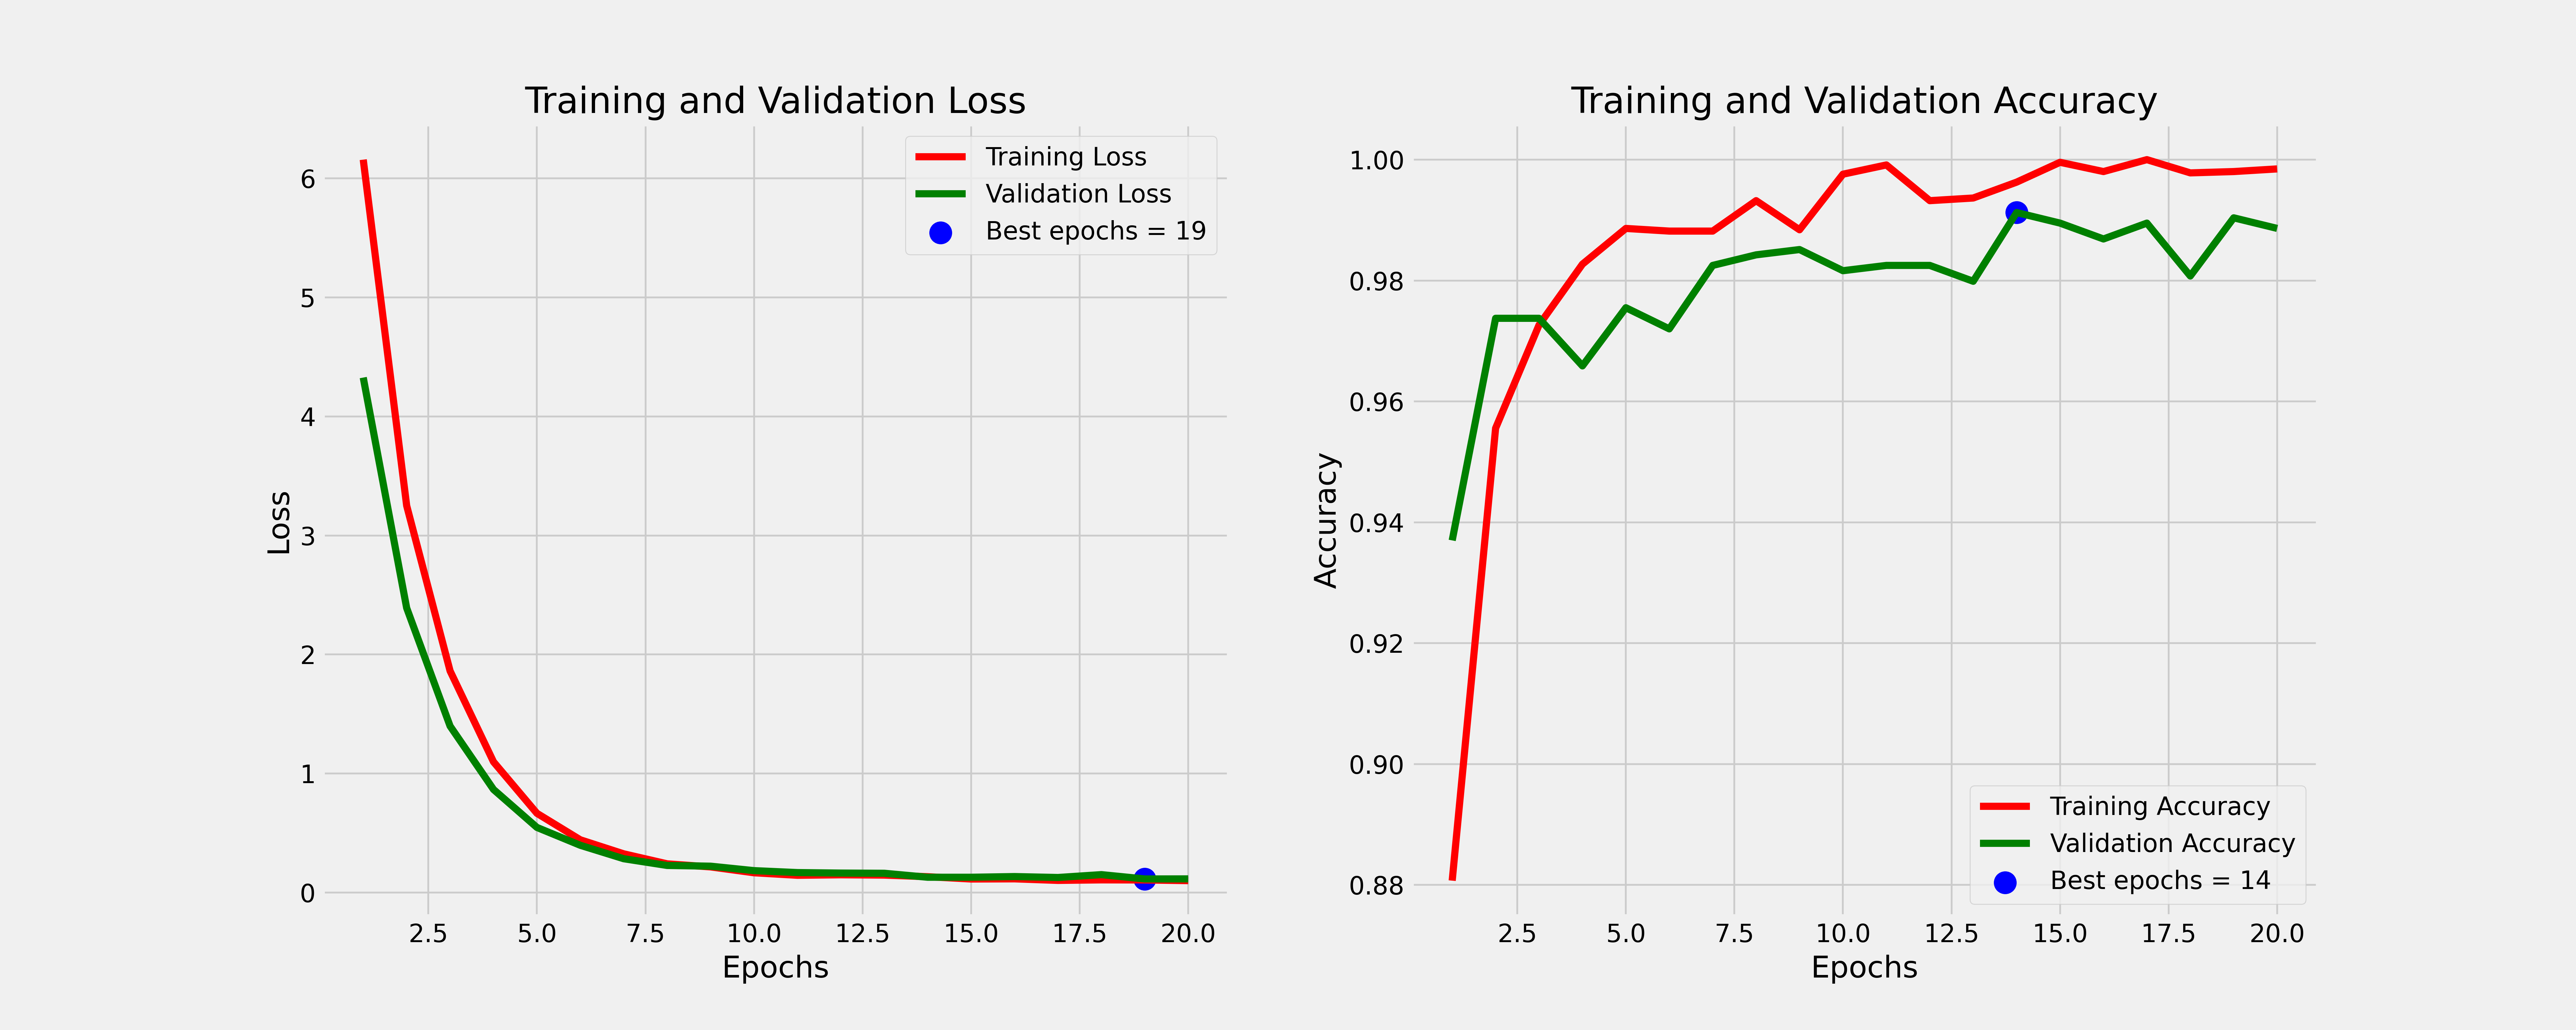 Training and Validation Loss
Training Loss
Validation Loss
Best epochs = 19
6
5
4
3
2
1
0
Loss
2.5 5.0 7.5 10.0 12.5 15.0 17.5 20.0
Epochs
Training and Validation Accuracy
1.00
0.98
0.96
0.94
0.92
0.90
0.88
Accuracy
Training Accuracy
Validation Accuracy
Best epochs = 14
2.5 5.0 7.5 10.0 12.5 15.0 17.5 20.0
Epochs